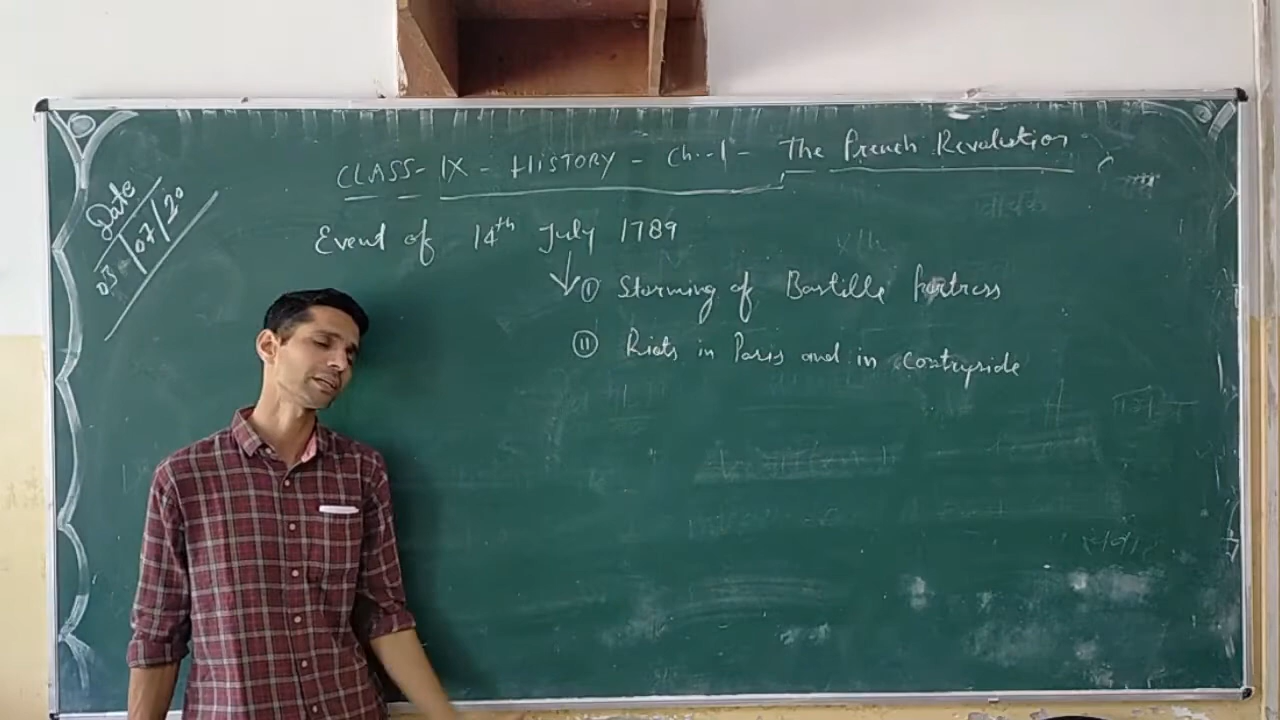 CLASS - IX - HISTORY - Ch.-1 - The French Revolution
Date
03/07/20
Event of 14th July 1789
(I) Storming of Bastille fortress
(II) Riots in Paris and in contryside